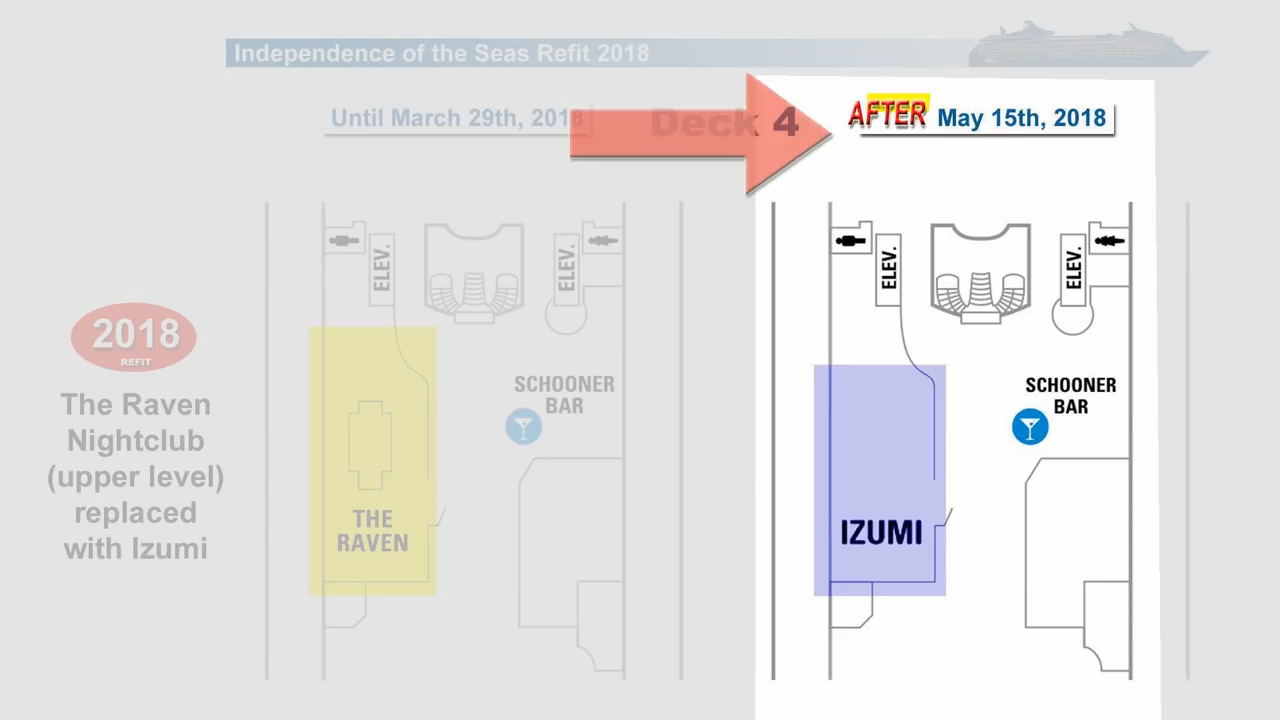 Independence of the Seas Refit 2018
Until March 29th, 2018
Deck 4
AFTER May 15th, 2018
2018
REFIT
The Raven
Nightclub
(upper level)
replaced
with Izumi
ELEV.
ELEV.
SCHOONER
BAR
THE
RAVEN
ELEV.
ELEV.
SCHOONER
BAR
IZUMI